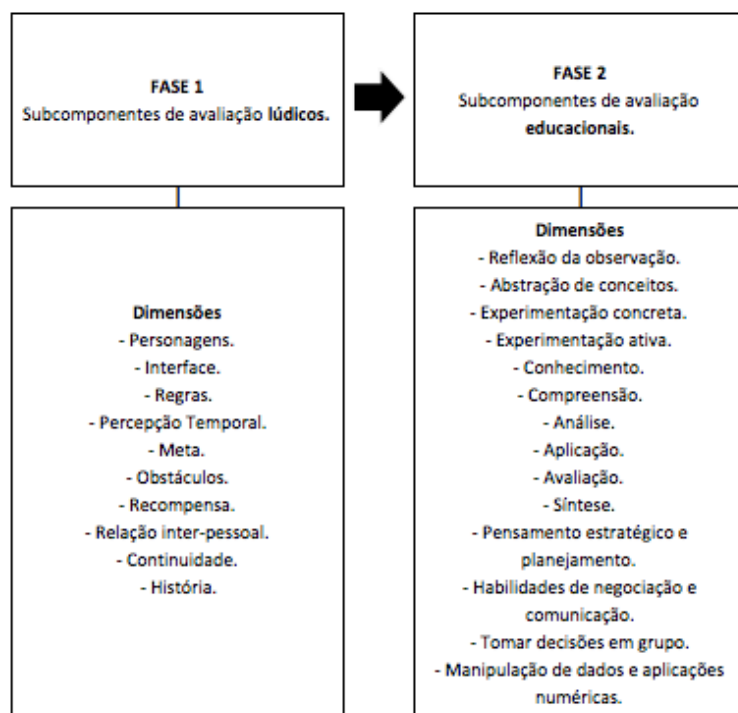 FASE 1
Subcomponentes de avaliação lúdicos.
FASE 2
Subcomponentes de avaliação
educacionais.
Dimensões
- Personagens.
- Interface.
- Regras.
- Percepção Temporal.
- Meta.
- Obstáculos.
- Recompensa.
- Relação inter-pessoal.
- Continuidade.
- História.
Dimensões
- Reflexão da observação.
- Abstração de conceitos.
- Experimentação concreta.
- Experimentação ativa.
- Conhecimento.
- Compreensão.
- Análise.
- Aplicação.
- Avaliação.
- Síntese.
- Pensamento estratégico e
planejamento.
- Habilidades de negociação e
comunicação.
- Tomar decisões em grupo.
- Manipulação de dados e aplicações
numéricas.